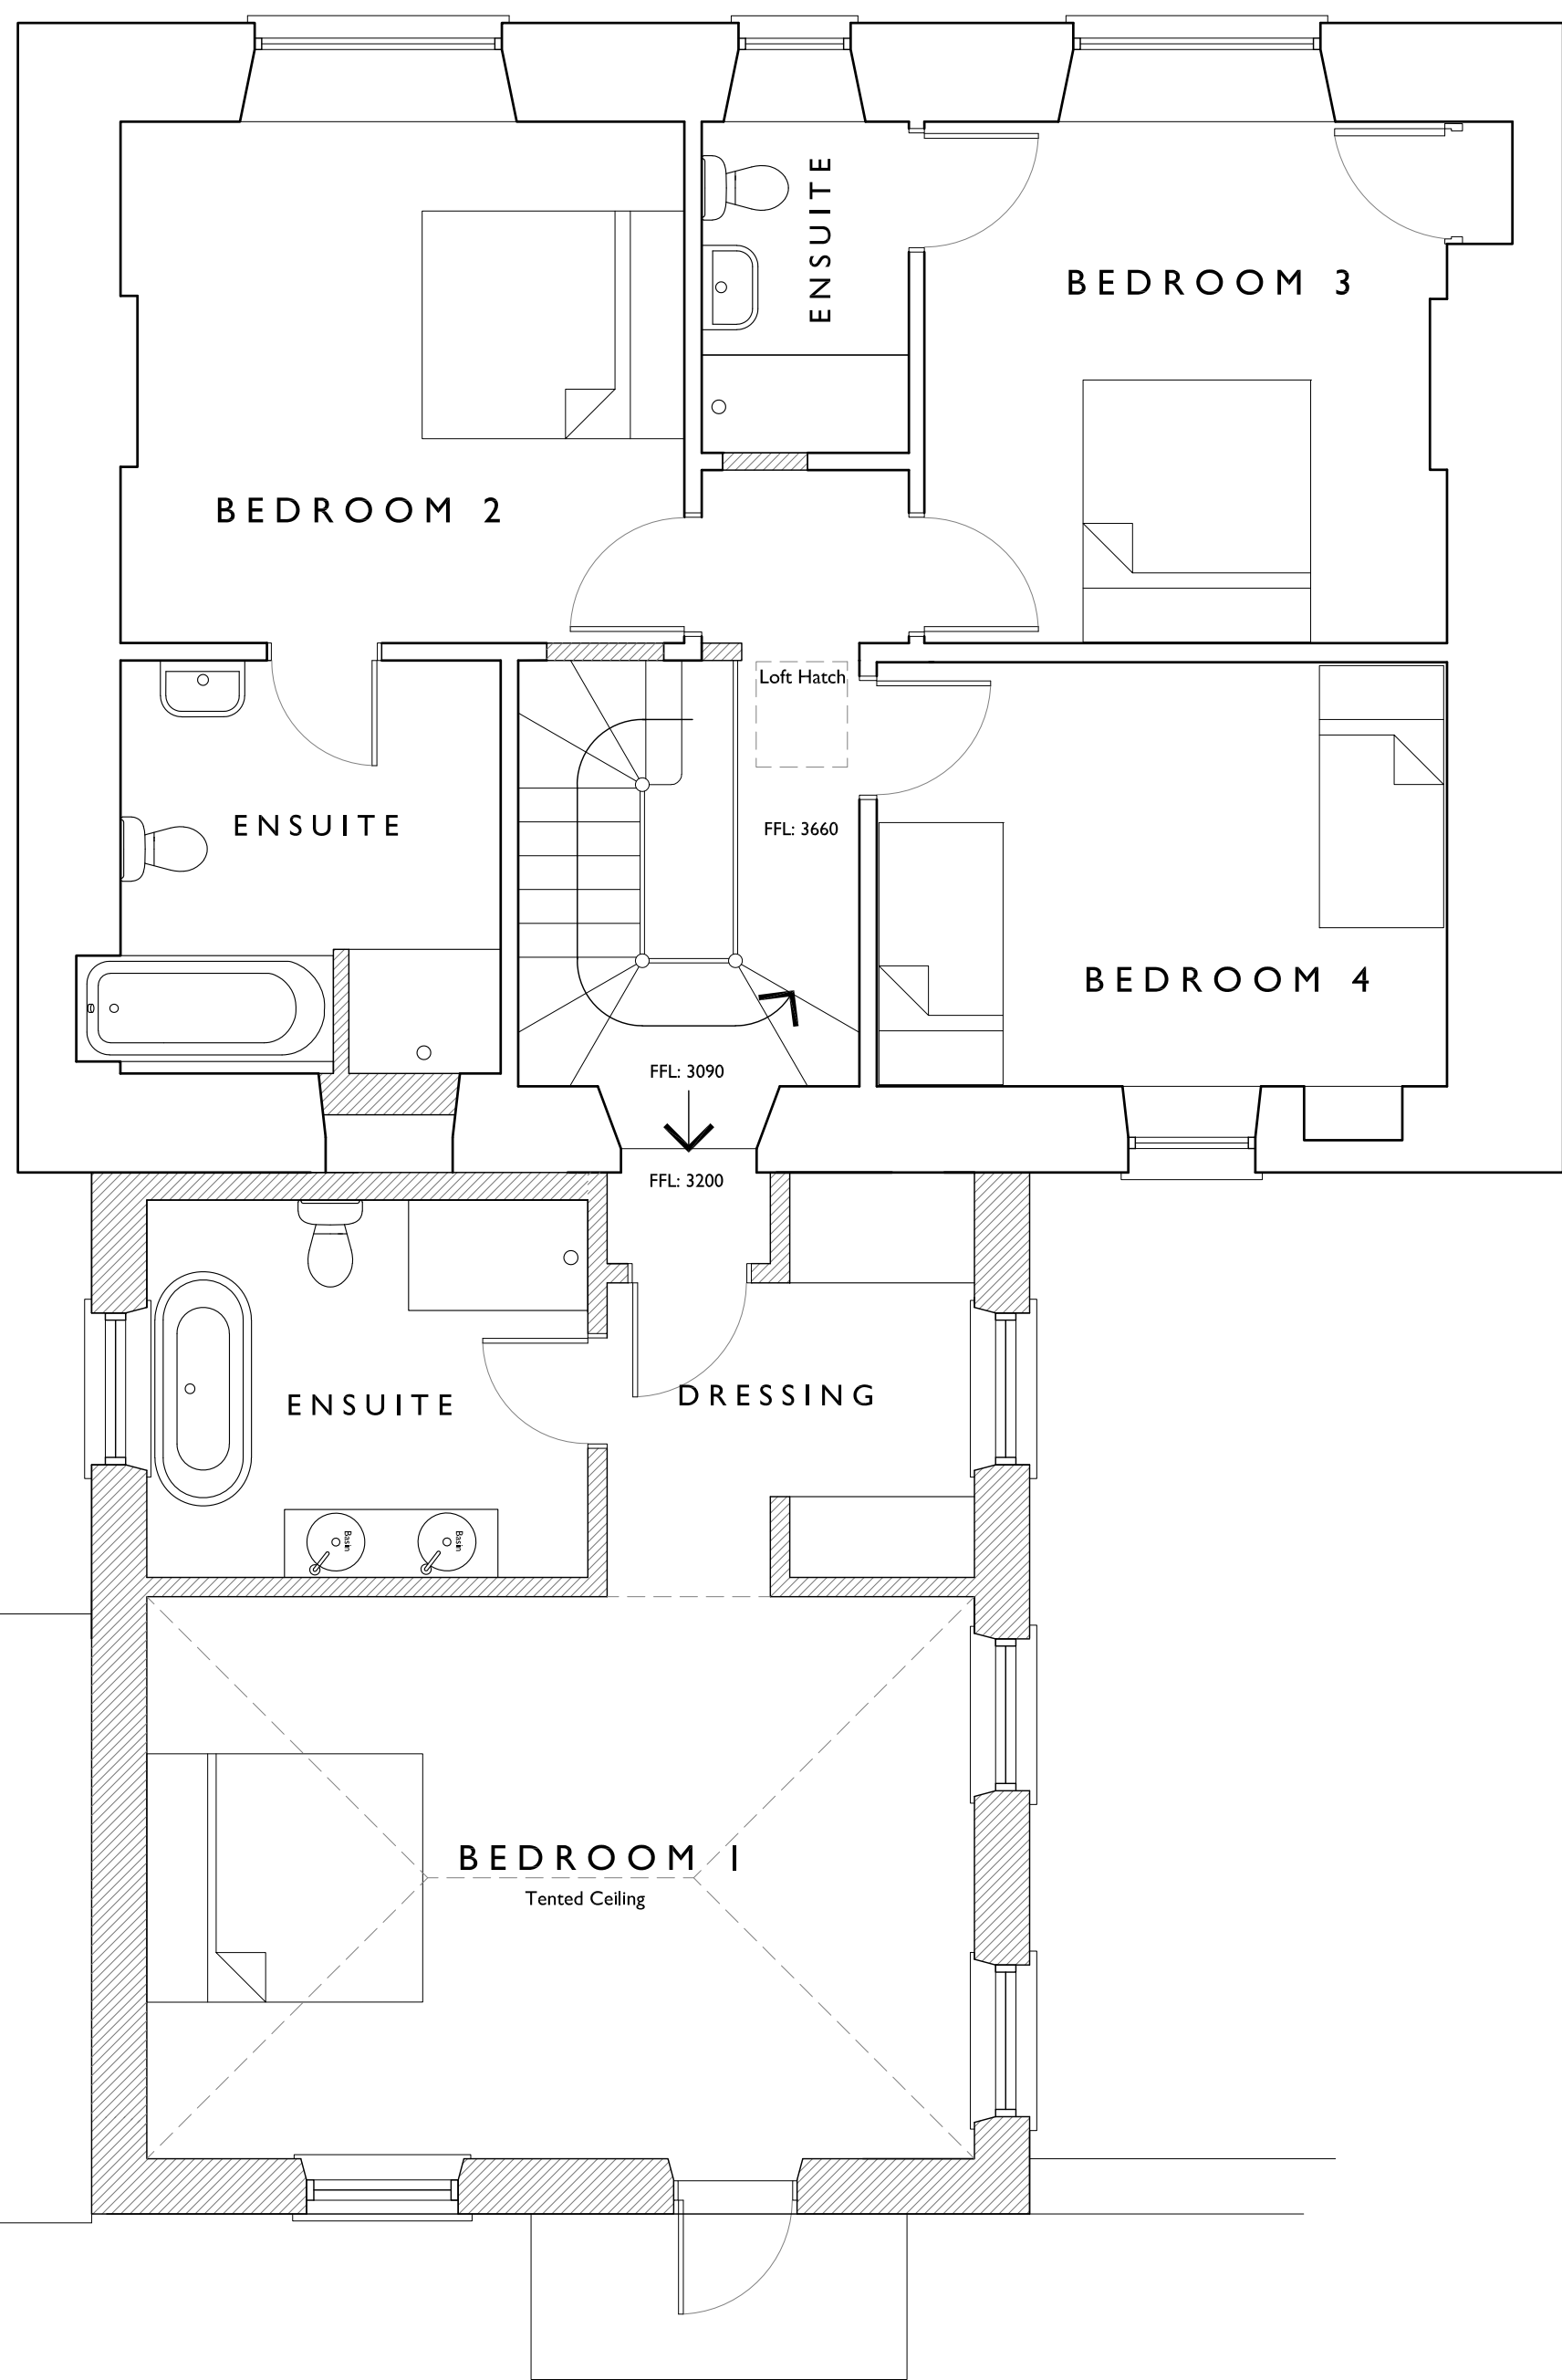 ENSUITE
BEDROOM 3
BEDROOM 2
Loft Hatch
ENSUITE
FFL: 3660
BEDROOM 4
FFL: 3090
FFL: 3200
DRESSING
ENSUITE
Basin
Basin
BEDROOM 1
Tented Ceiling